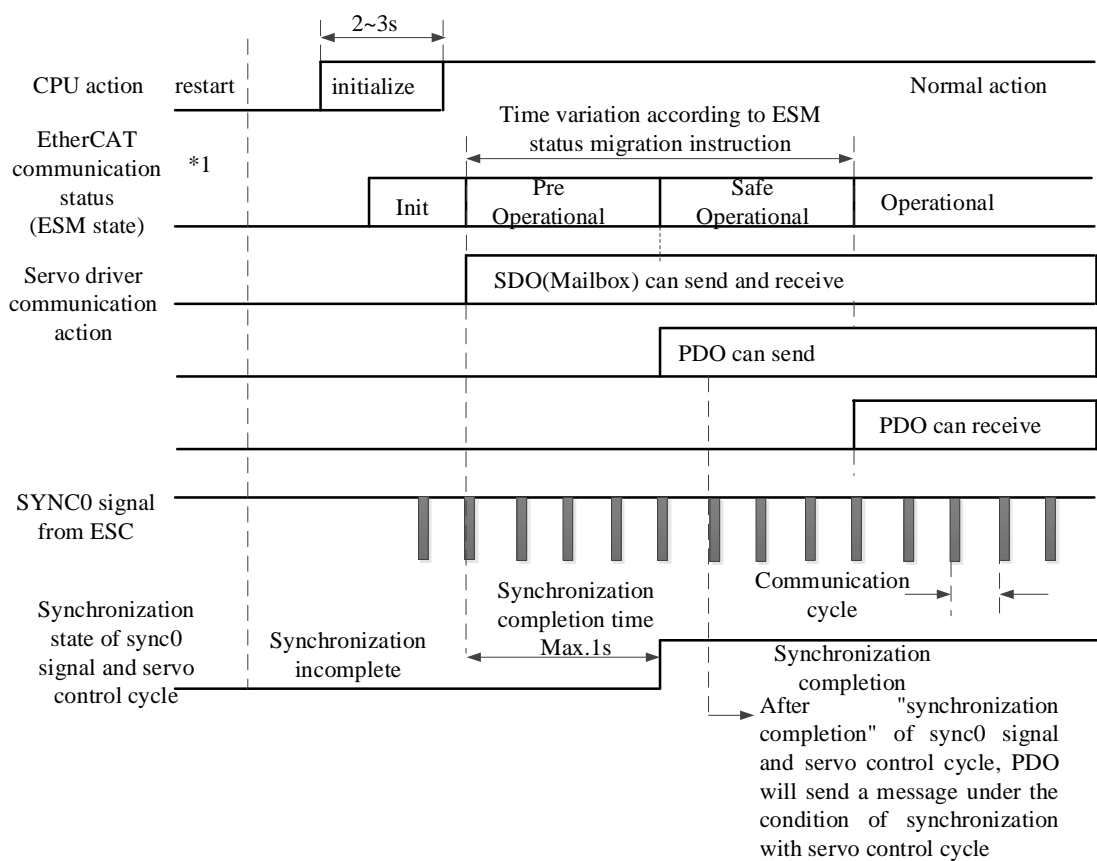 2~3s
CPU action
restart
initialize
Normal action
Time variation according to ESM
status migration instruction
EtherCAT
communication
status
(ESM state)
*1
Init
Pre
Operational
Safe
Operational
Operational
Servo driver
communication
action
SDO(Mailbox) can send and receive
PDO can send
PDO can receive
SYNC0 signal
from ESC
Communication
cycle
Synchronization
completion time
Max.1s
Synchronization
state of sync0
signal and servo
control cycle
Synchronization
incomplete
Synchronization
completion
After "synchronization
completion" of sync0 signal
and servo control cycle, PDO
will send a message under the
condition of synchronization
with servo control cycle